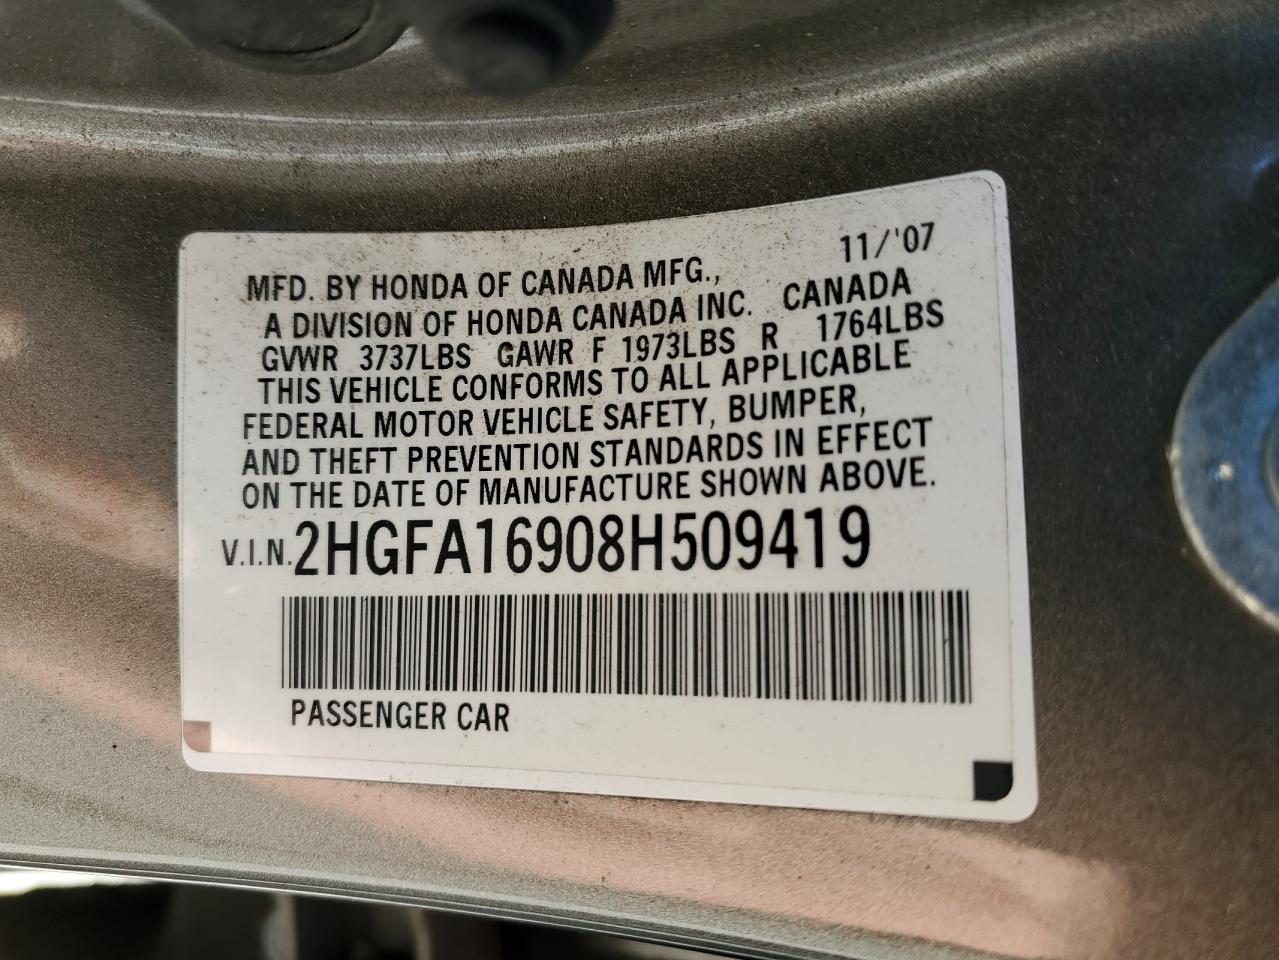 11/'07
MFD. BY HONDA OF CANADA MFG.,
A DIVISION OF HONDA CANADA INC. CANADA
GVWR 3737LBS GAWR F 1973LBS R 1764LBS
THIS VEHICLE CONFORMS TO ALL APPLICABLE
FEDERAL MOTOR VEHICLE SAFETY, BUMPER,
AND THEFT PREVENTION STANDARDS IN EFFECT
ON THE DATE OF MANUFACTURE SHOWN ABOVE.
V.I.N. 2HGFA16908H509419
PASSENGER CAR